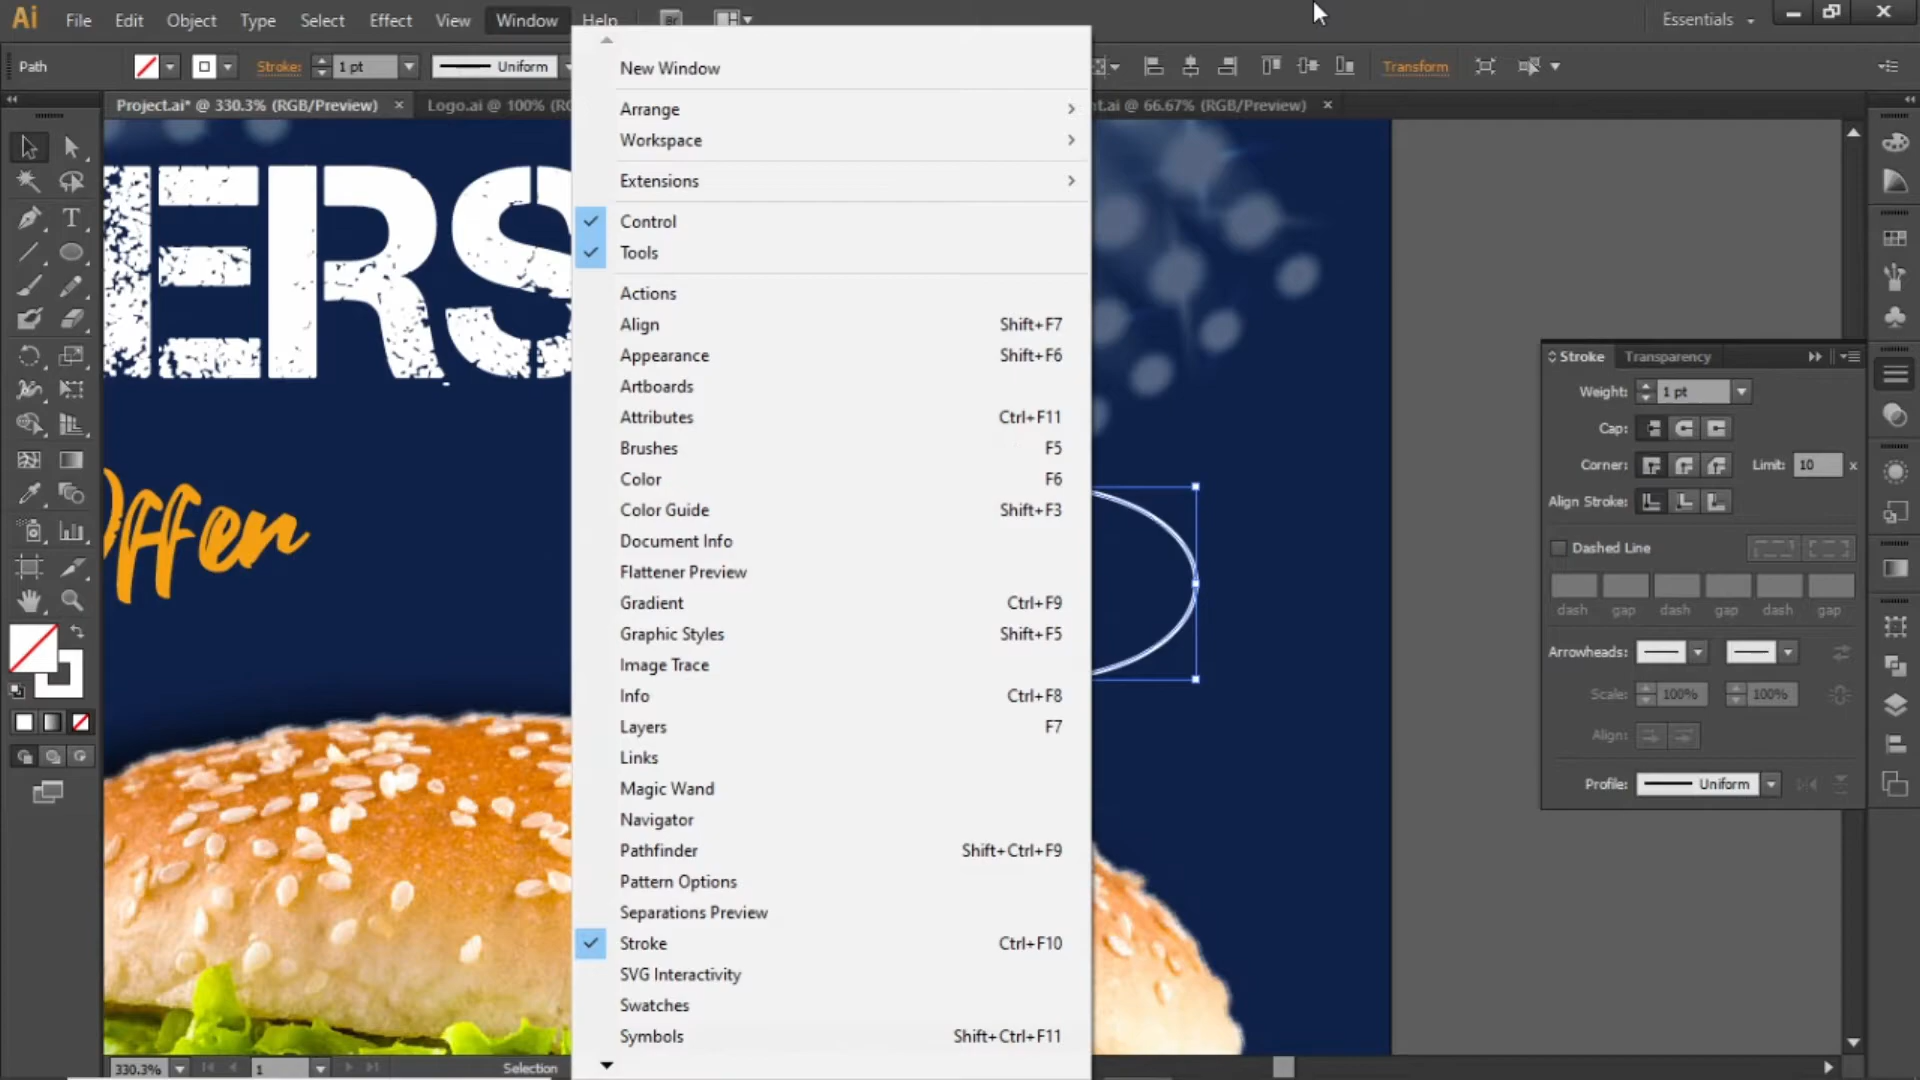 Ai File Edit Object Type Select Effect View Window Help Br Essentials
Path Stroke: 1 pt Uniform Transform
Project.ai* @ 330.3% (RGB/Preview) × Logo.ai @ 100% (RG t.ai @ 66.67% (RGB/Preview) ×
ERS
Offer
New Window
Arrange
Workspace
Extensions
Control
Tools
Actions
Align Shift+F7
Appearance Shift+F6
Artboards
Attributes Ctrl+F11
Brushes F5
Color F6
Color Guide Shift+F3
Document Info
Flattener Preview
Gradient Ctrl+F9
Graphic Styles Shift+F5
Image Trace
Info Ctrl+F8
Layers F7
Links
Magic Wand
Navigator
Pathfinder Shift+Ctrl+F9
Pattern Options
Separations Preview
Stroke Ctrl+F10
SVG Interactivity
Swatches
Symbols Shift+Ctrl+F11
Stroke Transparency
Weight: 1 pt
Cap:
Corner: Limit: 10 x
Align Stroke:
Dashed Line
dash gap dash gap dash gap
Arrowheads:
Scale: 100% 100%
Align:
Profile: Uniform
330.3% 1 Selection